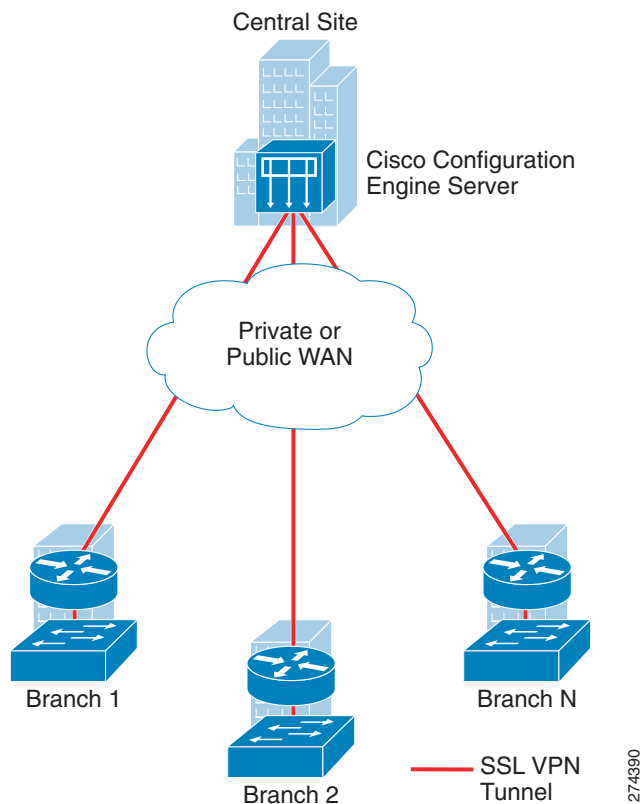 Central Site
Cisco Configuration
Engine Server
Private or
Public WAN
Branch 1
Branch N
Branch 2
SSL VPN
Tunnel
274390